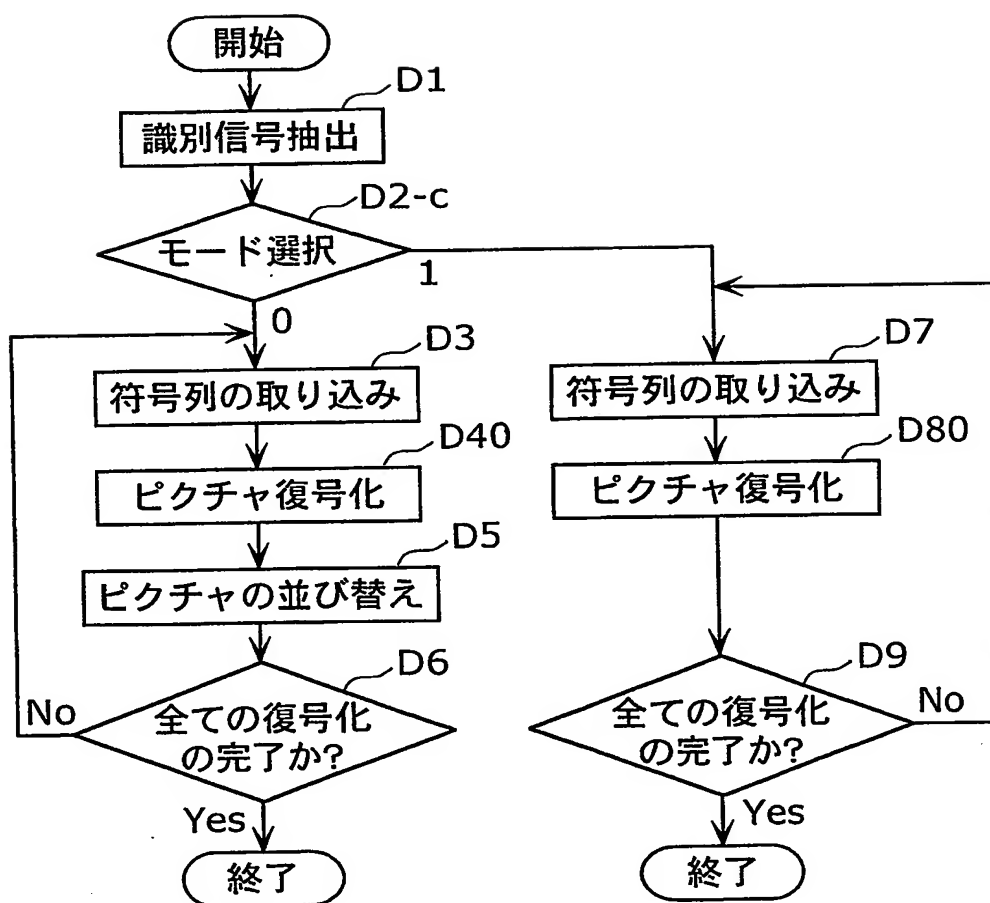 開始
D1
識別信号抽出
D2-c
モード選択
1
0
D3
符号列の取り込み
D40
ピクチャ復号化
D5
ピクチャの並び替え
D6
全ての復号化
の完了か?
No
Yes
終了
D7
符号列の取り込み
D80
ピクチャ復号化
D9
全ての復号化
の完了か?
No
Yes
終了